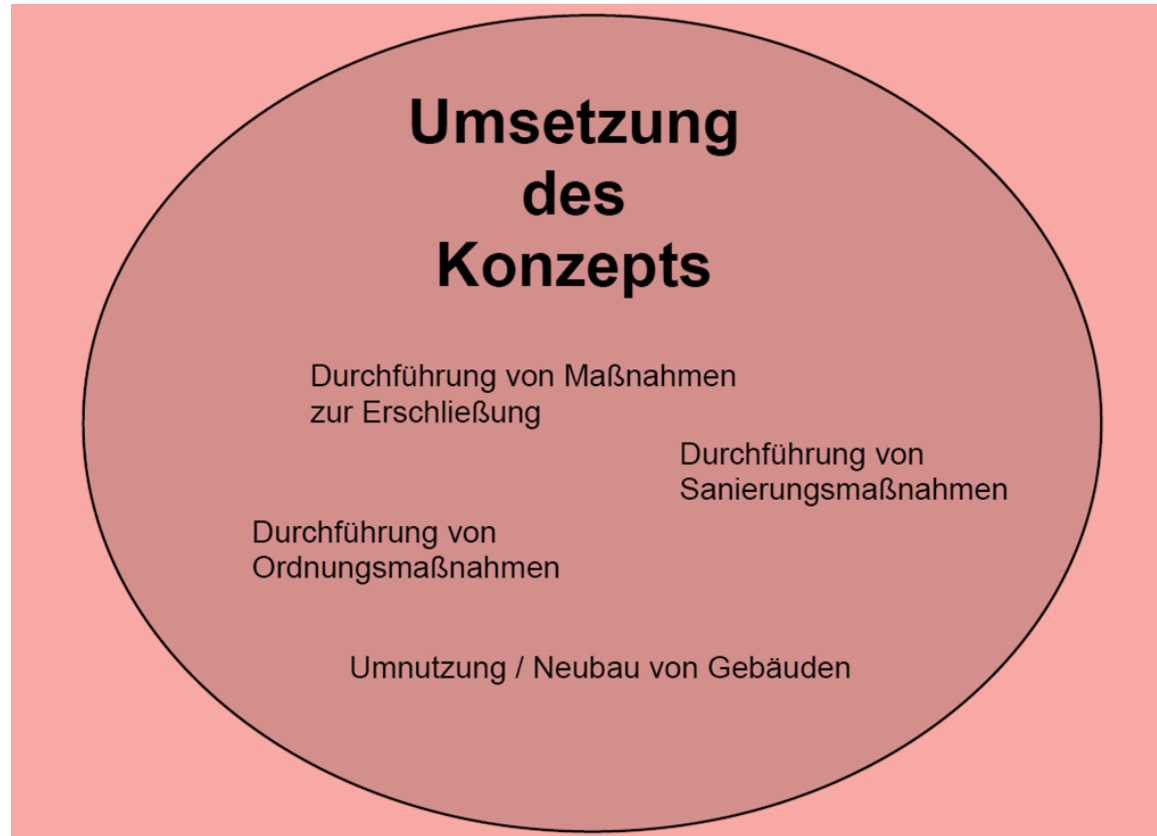 Umsetzung
des
Konzepts
Durchführung von Maßnahmen
zur Erschließung
Durchführung von
Sanierungsmaßnahmen
Durchführung von
Ordnungsmaßnahmen
Umnutzung / Neubau von Gebäuden